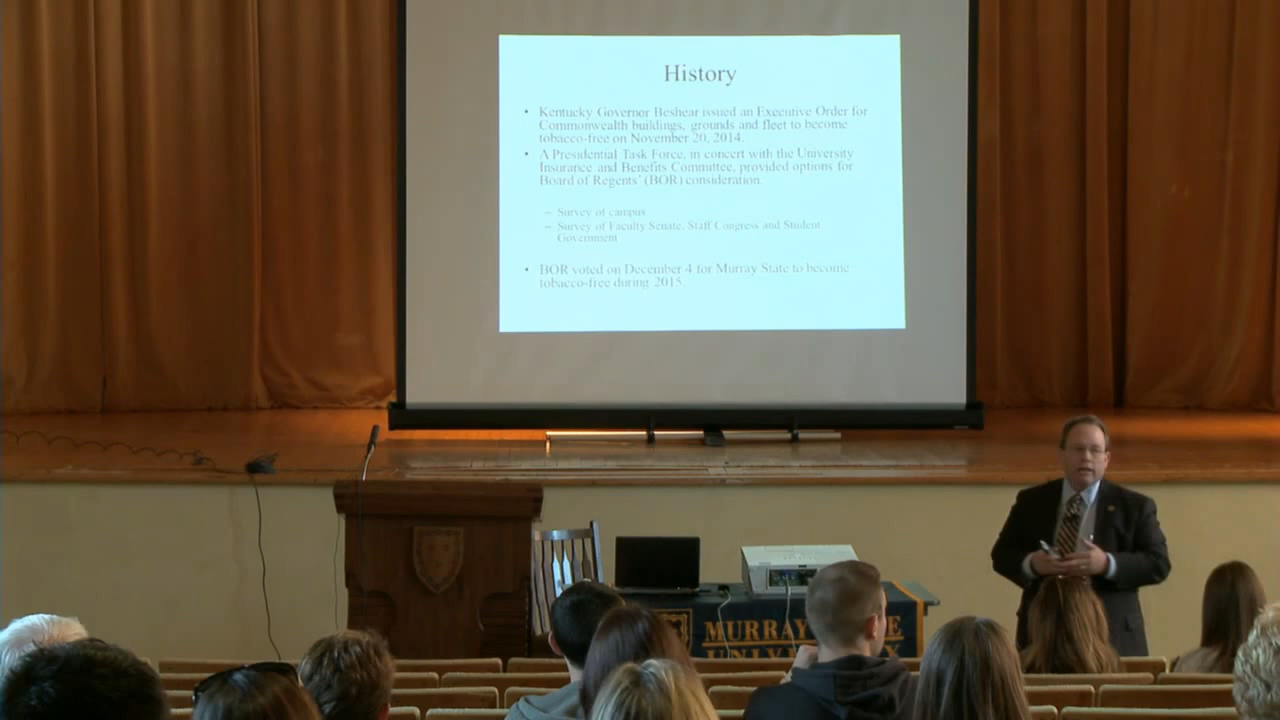 History
• Kentucky Governor Beshear issued an Executive Order for
Commonwealth buildings, grounds and fleet to become
tobacco-free on November 20, 2014.
• A Presidential Task Force, in concert with the University
Insurance and Benefits Committee, provided options for
Board of Regents' (BOR) consideration.
– Survey of campus
– Survey of Faculty Senate, Staff Congress and Student
Government
• BOR voted on December 4 for Murray State to become
tobacco-free during 2015.
MURRAY